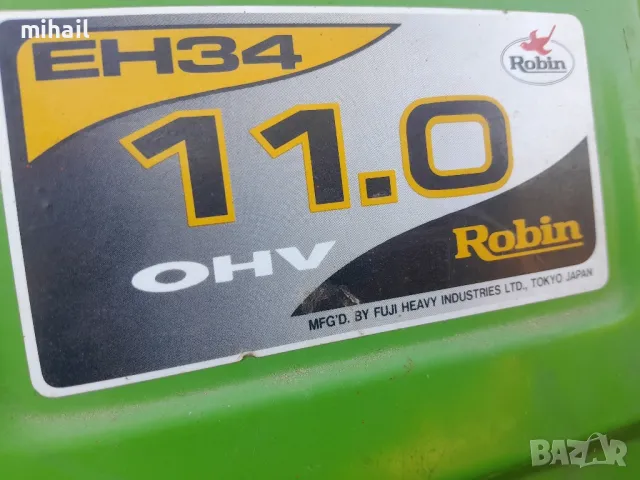 mihail
EH34
Robin
11.0
OHV
Robin
MFG'D. BY FUJI HEAVY INDUSTRIES LTD., TOKYO JAPAN
BAZAR